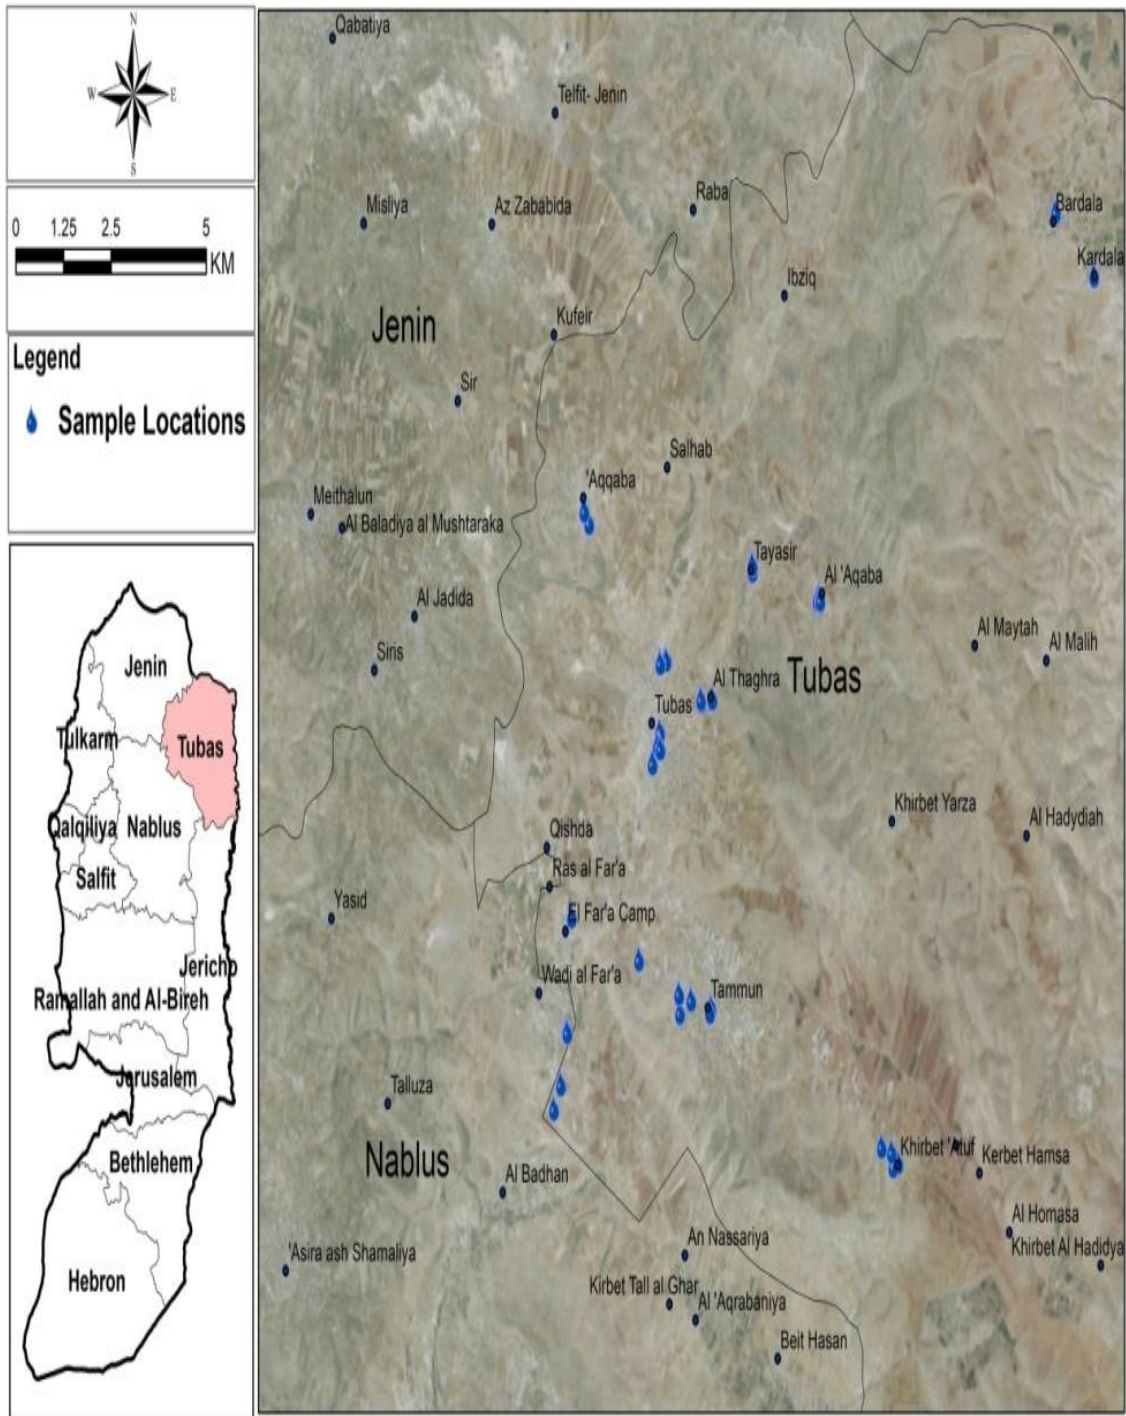 N
W
E
S
0 1.25 2.5 5
KM
Legend
Sample Locations
Jenin
Tulkarm
Tubas
Qalqiliya
Nablus
Salfit
Jericho
Ramallah and Al-Bireh
Jerusalem
Bethlehem
Hebron
Qabatiya
Telfit- Jenin
Misliya
Az Zababida
Raba
Bardala
Kardala
Ibziq
Jenin
Kufeir
Sir
Salhab
'Aqqaba
Meithalun
Al Baladiya al Mushtaraka
Tayasir
Al 'Aqaba
Al Jadida
Al Maytah
Al Malih
Siris
Al Thaghra
Tubas
Tubas
Khirbet Yarza
Al Hadydiah
Qishda
Ras al Far'a
Yasid
El Far'a Camp
Wadi al Far'a
Tammun
Talluza
Nablus
Khirbet 'Atuf
Kerbet Hamsa
Al Badhan
Al Homasa
Khirbet Al Hadidya
An Nassariya
'Asira ash Shamaliya
Kirbet Tall al Ghar
Al 'Aqrabaniya
Beit Hasan